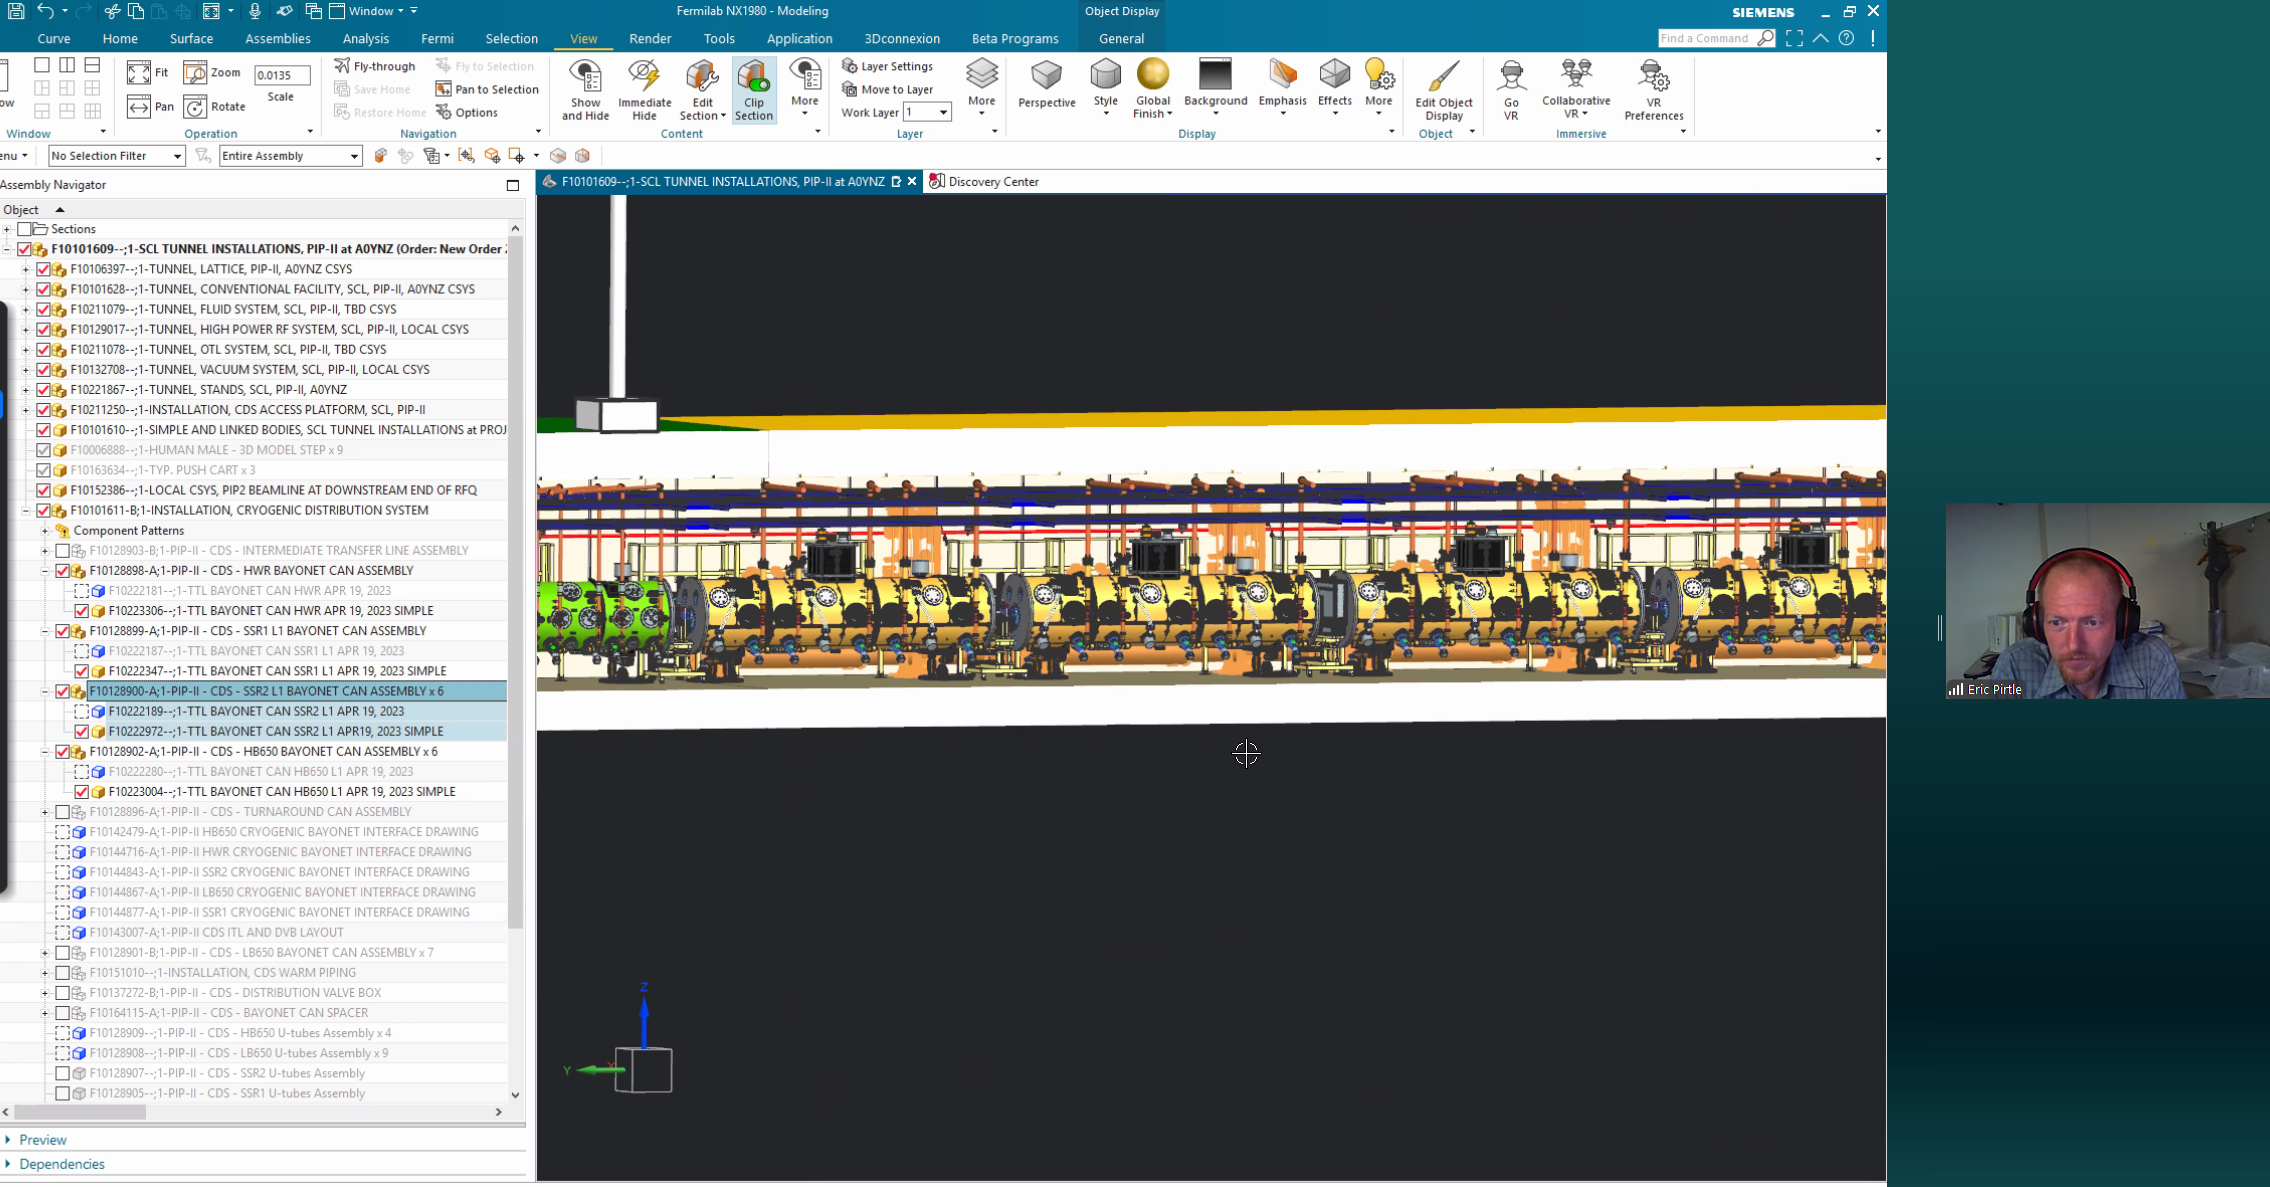 Window
Fermilab NX1980 - Modeling
Object Display
SIEMENS
Curve
Home
Surface
Assemblies
Analysis
Fermi
Selection
View
Render
Tools
Application
3Dconnexion
Beta Programs
General
Find a Command
Fit
Zoom
0.0135
Scale
Pan
Rotate
Window
Operation
Fly-through
Save Home
Restore Home
Fly to Selection
Pan to Selection
Options
Navigation
Show and Hide
Immediate Hide
Edit Section
Clip Section
More
Content
Layer Settings
Move to Layer
Work Layer 1
More
Layer
Perspective
Style
Global Finish
Background
Emphasis
Effects
More
Display
Edit Object Display
Object
Go VR
Collaborative VR
VR Preferences
Immersive
enu
No Selection Filter
Entire Assembly
Assembly Navigator
F10101609--;1-SCL TUNNEL INSTALLATIONS, PIP-II at A0YNZ
Discovery Center
Object
Sections
F10101609--;1-SCL TUNNEL INSTALLATIONS, PIP-II at A0YNZ (Order: New Order
F10106397--;1-TUNNEL, LATTICE, PIP-II, A0YNZ CSYS
F10101628--;1-TUNNEL, CONVENTIONAL FACILITY, SCL, PIP-II, A0YNZ CSYS
F10211079--;1-TUNNEL, FLUID SYSTEM, SCL, PIP-II, TBD CSYS
F10129017--;1-TUNNEL, HIGH POWER RF SYSTEM, SCL, PIP-II, LOCAL CSYS
F10211078--;1-TUNNEL, OTL SYSTEM, SCL, PIP-II, TBD CSYS
F10132708--;1-TUNNEL, VACUUM SYSTEM, SCL, PIP-II, LOCAL CSYS
F10221867--;1-TUNNEL, STANDS, SCL, PIP-II, A0YNZ
F10211250--;1-INSTALLATION, CDS ACCESS PLATFORM, SCL, PIP-II
F10101610--;1-SIMPLE AND LINKED BODIES, SCL TUNNEL INSTALLATIONS at PROJ
F10006888--;1-HUMAN MALE - 3D MODEL STEP x 9
F10163634--;1-TYP. PUSH CART x 3
F10152386--;1-LOCAL CSYS, PIP2 BEAMLINE AT DOWNSTREAM END OF RFQ
F10101611-B;1-INSTALLATION, CRYOGENIC DISTRIBUTION SYSTEM
Component Patterns
F10128903-B;1-PIP-II - CDS - INTERMEDIATE TRANSFER LINE ASSEMBLY
F10128898-A;1-PIP-II - CDS - HWR BAYONET CAN ASSEMBLY
F10222181--;1-TTL BAYONET CAN HWR APR 19, 2023
F10223306--;1-TTL BAYONET CAN HWR APR 19, 2023 SIMPLE
F10128899-A;1-PIP-II - CDS - SSR1 L1 BAYONET CAN ASSEMBLY
F10222187--;1-TTL BAYONET CAN SSR1 L1 APR 19, 2023
F10222347--;1-TTL BAYONET CAN SSR1 L1 APR 19, 2023 SIMPLE
F10128900-A;1-PIP-II - CDS - SSR2 L1 BAYONET CAN ASSEMBLY x 6
F10222189--;1-TTL BAYONET CAN SSR2 L1 APR 19, 2023
F10222972--;1-TTL BAYONET CAN SSR2 L1 APR19, 2023 SIMPLE
F10128902-A;1-PIP-II - CDS - HB650 BAYONET CAN ASSEMBLY x 6
F10222280--;1-TTL BAYONET CAN HB650 L1 APR 19, 2023
F10223004--;1-TTL BAYONET CAN HB650 L1 APR 19, 2023 SIMPLE
F10128896-A;1-PIP-II - CDS - TURNAROUND CAN ASSEMBLY
F10142479-A;1-PIP-II HB650 CRYOGENIC BAYONET INTERFACE DRAWING
F10144716-A;1-PIP-II HWR CRYOGENIC BAYONET INTERFACE DRAWING
F10144843-A;1-PIP-II SSR2 CRYOGENIC BAYONET INTERFACE DRAWING
F10144867-A;1-PIP-II LB650 CRYOGENIC BAYONET INTERFACE DRAWING
F10144877-A;1-PIP-II SSR1 CRYOGENIC BAYONET INTERFACE DRAWING
F10143007-A;1-PIP-II CDS ITL AND DVB LAYOUT
F10128901-B;1-PIP-II - CDS - LB650 BAYONET CAN ASSEMBLY x 7
F10151010--;1-INSTALLATION, CDS WARM PIPING
F10137272-B;1-PIP-II - CDS - DISTRIBUTION VALVE BOX
F10164115-A;1-PIP-II - CDS - BAYONET CAN SPACER
F10128909--;1-PIP-II - CDS - HB650 U-tubes Assembly x 4
F10128908--;1-PIP-II - CDS - LB650 U-tubes Assembly x 9
F10128907--;1-PIP-II - CDS - SSR2 U-tubes Assembly
F10128905--;1-PIP-II - CDS - SSR1 U-tubes Assembly
Preview
Dependencies
Z
Y
X
Eric Pirtle